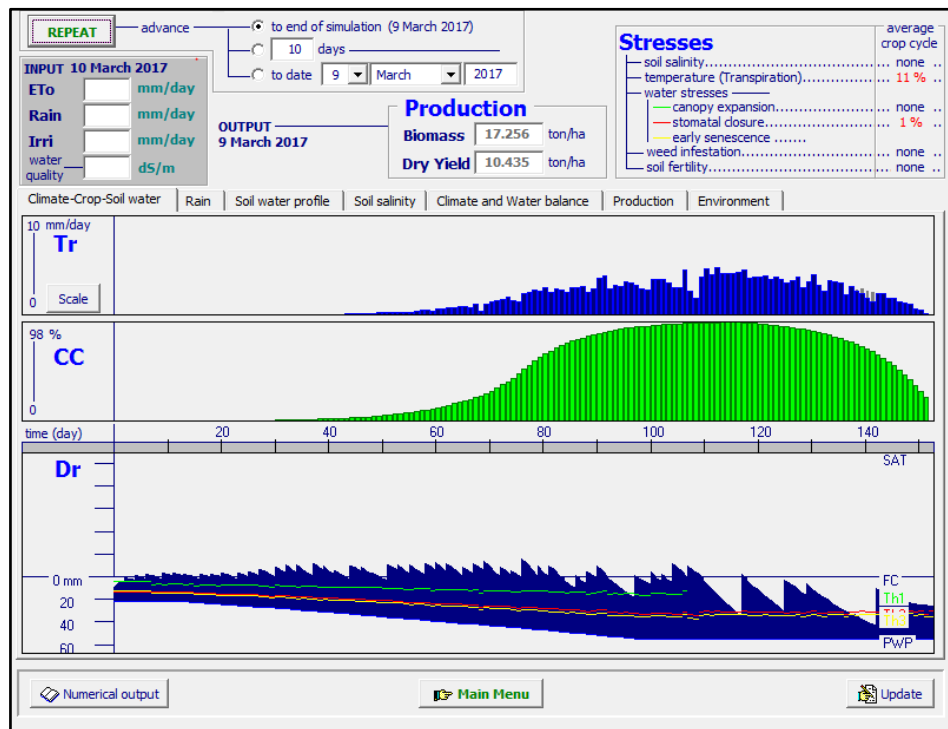 REPEAT
advance
to end of simulation (9 March 2017)
10 days
to date 9 March 2017
INPUT 10 March 2017
ETo mm/day
Rain mm/day
Irri mm/day
water quality dS/m
OUTPUT
9 March 2017
Production
Biomass 17.256 ton/ha
Dry Yield 10.435 ton/ha
Stresses
average
crop cycle
soil salinity........................... none ..
temperature (Transpiration)............... 11 % ..
water stresses
canopy expansion................. none ..
stomatal closure................... 1 % ..
early senescence .......
weed infestation........................ none ..
soil fertility............................. none ..
Climate-Crop-Soil water Rain Soil water profile Soil salinity Climate and Water balance Production Environment
10 mm/day
Tr
0 Scale
98 %
CC
0
time (day) 20 40 60 80 100 120 140
Dr
SAT
0 mm FC
Th1
20
Th3
40
PWP
60
Numerical output Main Menu Update